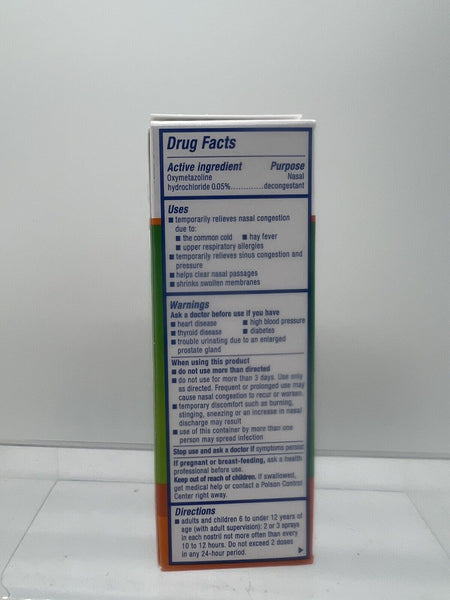 Drug Facts
Active ingredient Purpose
Oxymetazoline Nasal
hydrochloride 0.05%.............decongestant
Uses
■ temporarily relieves nasal congestion
due to:
■ the common cold ■ hay fever
■ upper respiratory allergies
■ temporarily relieves sinus congestion and
pressure
■ helps clear nasal passages
■ shrinks swollen membranes
Warnings
Ask a doctor before use if you have
■ heart disease ■ high blood pressure
■ thyroid disease ■ diabetes
■ trouble urinating due to an enlarged
prostate gland
When using this product
■ do not use more than directed
■ do not use for more than 3 days. Use only
as directed. Frequent or prolonged use may
cause nasal congestion to recur or worsen.
■ temporary discomfort such as burning,
stinging, sneezing or an increase in nasal
discharge may result
■ use of this container by more than one
person may spread infection
Stop use and ask a doctor if symptoms persist
If pregnant or breast-feeding, ask a health
professional before use.
Keep out of reach of children. If swallowed,
get medical help or contact a Poison Control
Center right away.
Directions
■ adults and children 6 to under 12 years of
age (with adult supervision): 2 or 3 sprays
in each nostril not more often than every
10 to 12 hours. Do not exceed 2 doses
in any 24-hour period.